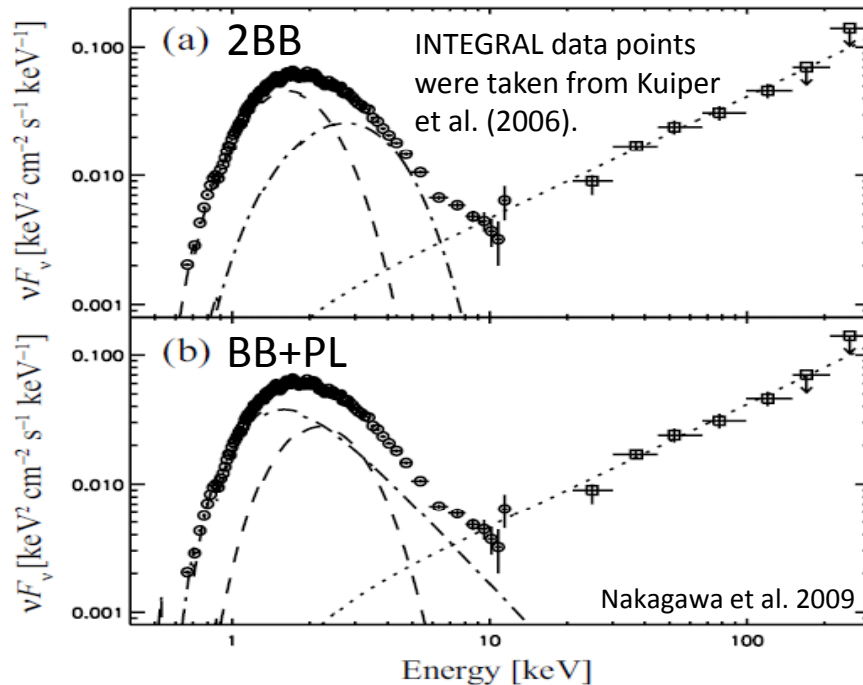 (a) 2BB
INTEGRAL data points
were taken from Kuiper
et al. (2006).
0.100
0.010
0.001
νFν [keV² cm⁻² s⁻¹ keV⁻¹]
(b) BB+PL
0.100
0.010
0.001
νFν [keV² cm⁻² s⁻¹ keV⁻¹]
Nakagawa et al. 2009
1 10 100
Energy [keV]